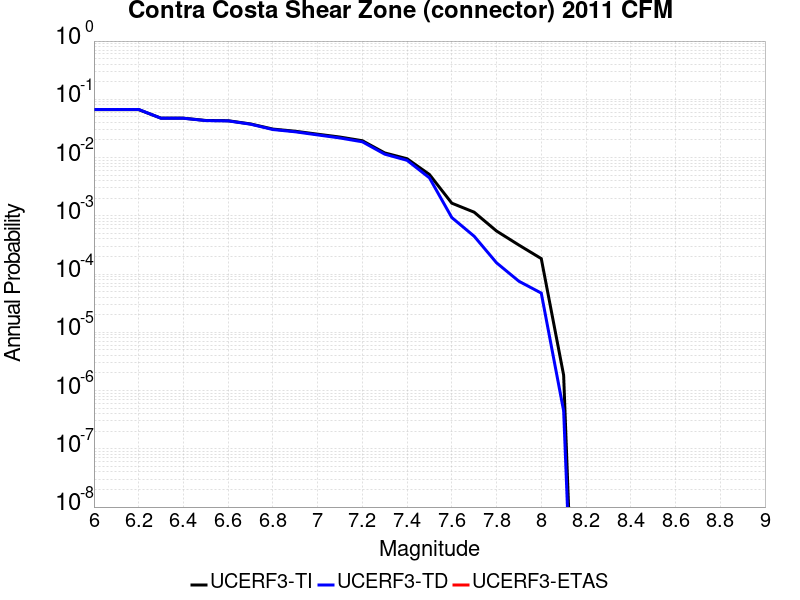 Contra Costa Shear Zone (connector) 2011 CFM
10^0
10^-1
10^-2
10^-3
10^-4
10^-5
10^-6
10^-7
10^-8
Annual Probability
6 6.2 6.4 6.6 6.8 7 7.2 7.4 7.6 7.8 8 8.2 8.4 8.6 8.8 9
Magnitude
UCERF3-TI UCERF3-TD UCERF3-ETAS